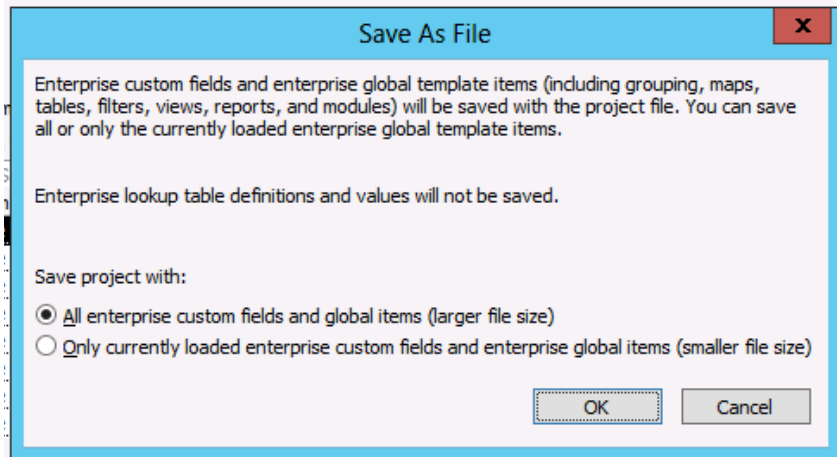 Save As File
x
Enterprise custom fields and enterprise global template items (including grouping, maps,
tables, filters, views, reports, and modules) will be saved with the project file. You can save
all or only the currently loaded enterprise global template items.
Enterprise lookup table definitions and values will not be saved.
Save project with:
All enterprise custom fields and global items (larger file size)
Only currently loaded enterprise custom fields and enterprise global items (smaller file size)
OK
Cancel